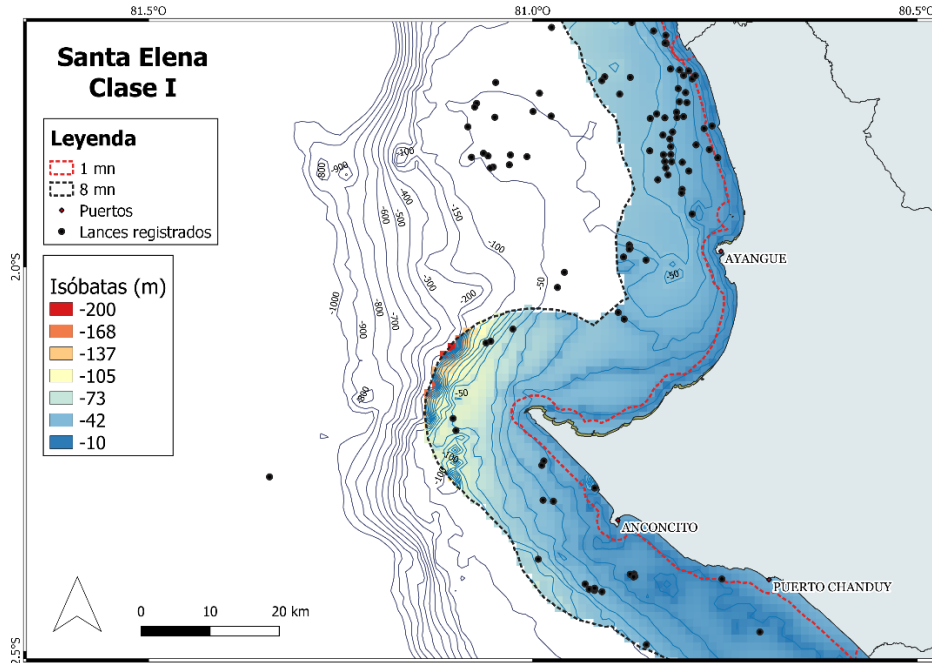 81.5°O
81.0°O
80.5°O
Santa Elena
Clase I
Leyenda
1 mn
8 mn
Puertos
Lances registrados
Isóbatas (m)
-200
-168
-137
-105
-73
-42
-10
2.0°
2.5°S
-100
-800
-900
-400
-150
-600
-500
-100
-50
-50
-300
-200
-1000
-800
-700
-900
-800
-50
-100
-100
AYANGUE
ANCONCITO
PUERTO CHANDUY
0 10 20 km